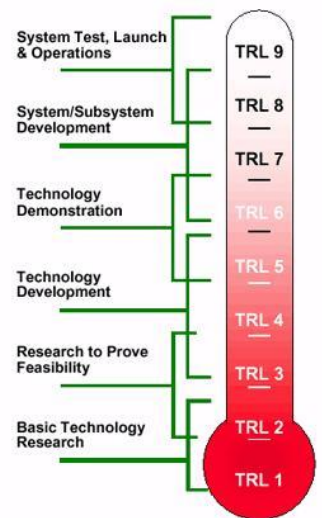 System Test, Launch
& Operations
System/Subsystem
Development
Technology
Demonstration
Technology
Development
Research to Prove
Feasibility
Basic Technology
Research
TRL 9
TRL 8
TRL 7
TRL 6
TRL 5
TRL 4
TRL 3
TRL 2
TRL 1